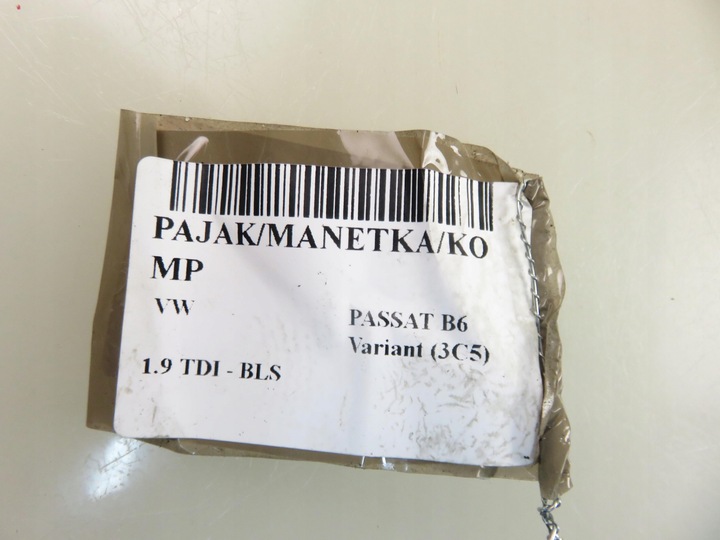 PAJAK/MANETKA/KO
MP
VW
PASSAT B6
Variant (3C5)
1.9 TDI - BLS